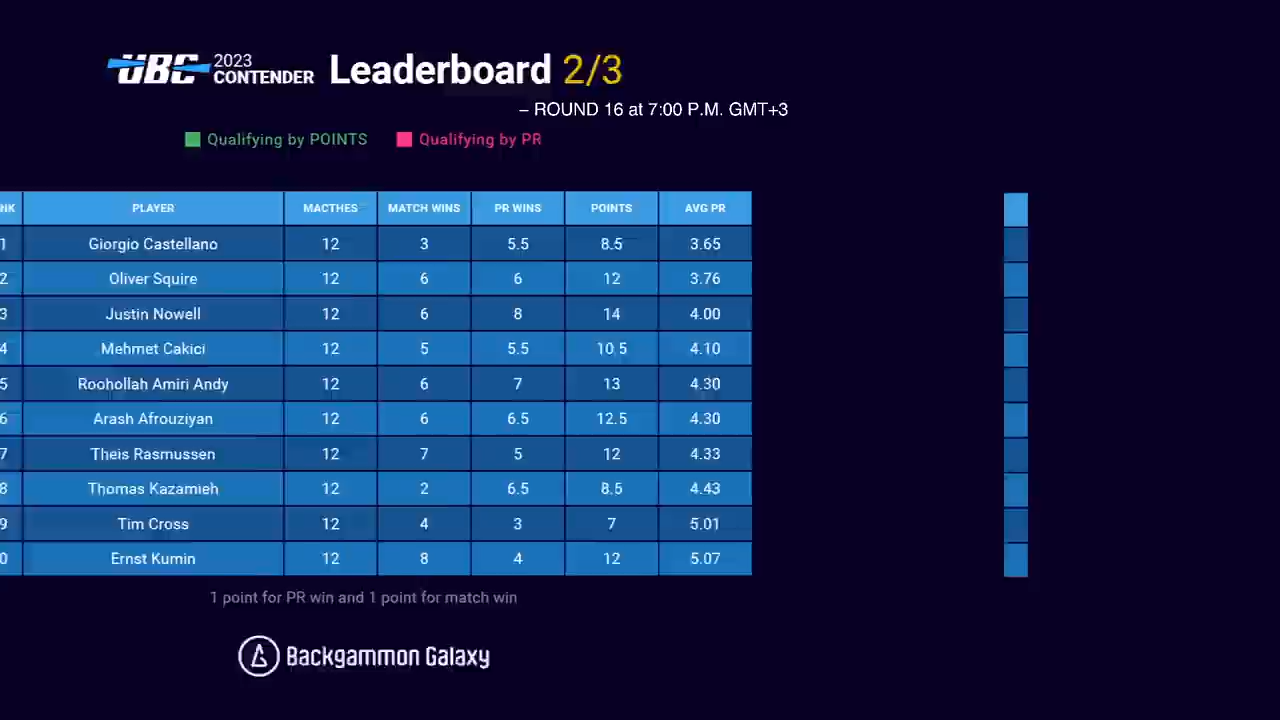 UBC 2023 CONTENDER Leaderboard 2/3
– ROUND 16 at 7:00 P.M. GMT+3
Qualifying by POINTS Qualifying by PR
NK PLAYER MACTHES MATCH WINS PR WINS POINTS AVG PR
1 Giorgio Castellano 12 3 5.5 8.5 3.65
2 Oliver Squire 12 6 6 12 3.76
3 Justin Nowell 12 6 8 14 4.00
4 Mehmet Cakici 12 5 5.5 10.5 4.10
5 Roohollah Amiri Andy 12 6 7 13 4.30
6 Arash Afrouziyan 12 6 6.5 12.5 4.30
7 Theis Rasmussen 12 7 5 12 4.33
8 Thomas Kazamieh 12 2 6.5 8.5 4.43
9 Tim Cross 12 4 3 7 5.01
0 Ernst Kumin 12 8 4 12 5.07
1 point for PR win and 1 point for match win
Backgammon Galaxy